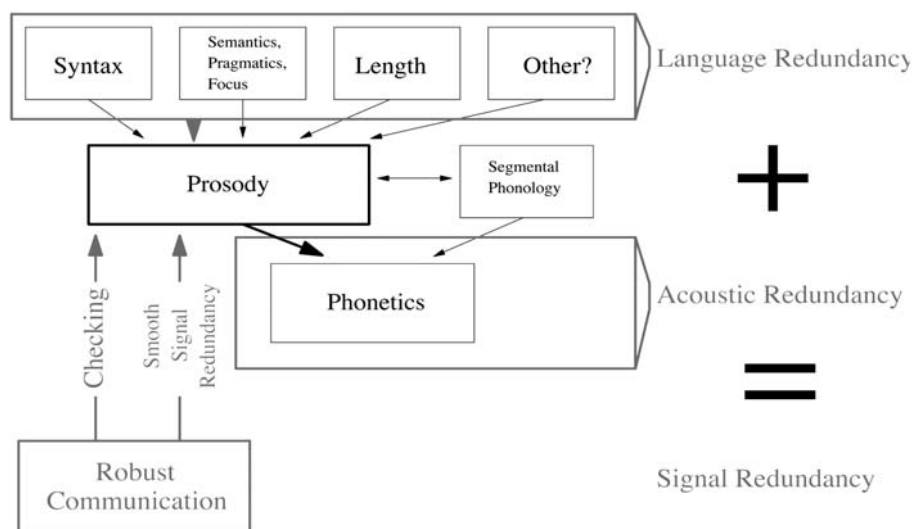 Syntax
Semantics,
Pragmatics,
Focus
Length
Other?
Language Redundancy
Prosody
Segmental
Phonology
+
Phonetics
Acoustic Redundancy
=
Checking
Smooth
Signal
Redundancy
Robust
Communication
Signal Redundancy